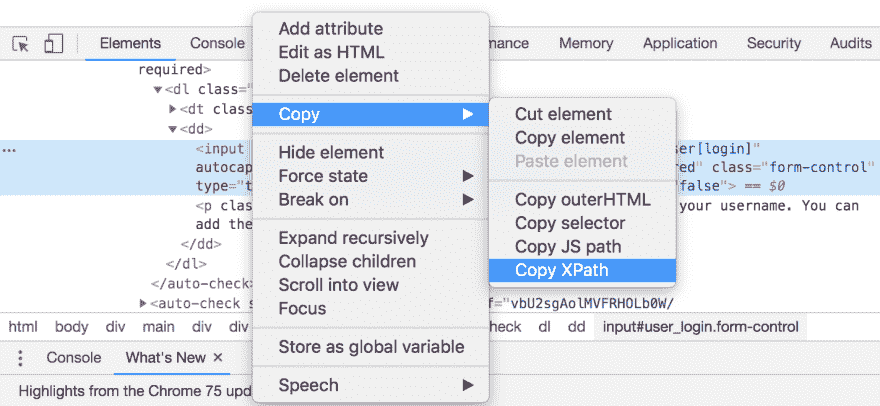 Elements Console mance Memory Application Security Audits
required>
▼<dl class="
▶<dt clas
▼<dd>
<input ser[login]"
autocap red" class="form-control"
type="t "false"> == $0
<p clas your username. You can
add the
</dd>
</dl>
</auto-check>
▶<auto-check s f="vbU2sgAolMVFRHOLb0W/
html body div main div div heck dl dd input#user_login.form-control
Console What's New ×
Highlights from the Chrome 75 upd
Add attribute
Edit as HTML
Delete element
Copy
Hide element
Force state
Break on
Expand recursively
Collapse children
Scroll into view
Focus
Store as global variable
Speech
Cut element
Copy element
Paste element
Copy outerHTML
Copy selector
Copy JS path
Copy XPath